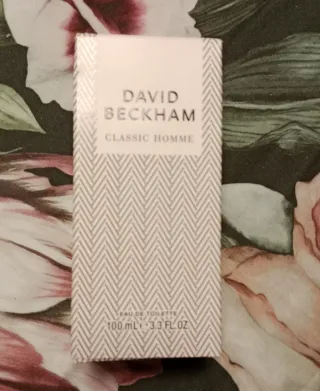 DAVID
BECKHAM
CLASSIC HOMME
EAU DE TOILETTE
100 mL ℮ 3.3 FL.OZ